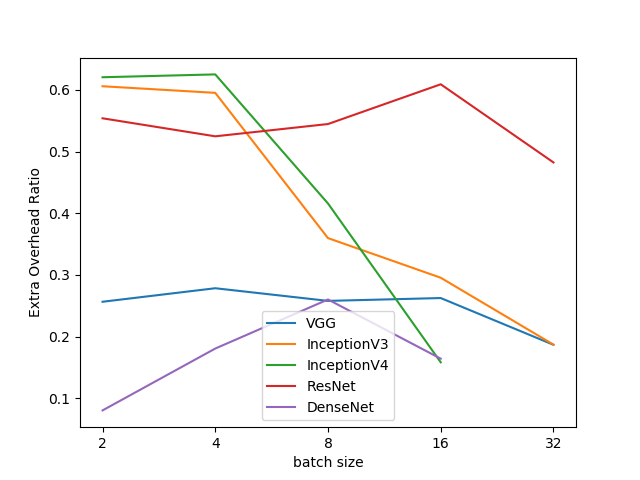 0.6
0.5
0.4
0.3
0.2
0.1
Extra Overhead Ratio
VGG
InceptionV3
InceptionV4
ResNet
DenseNet
2 4 8 16 32
batch size